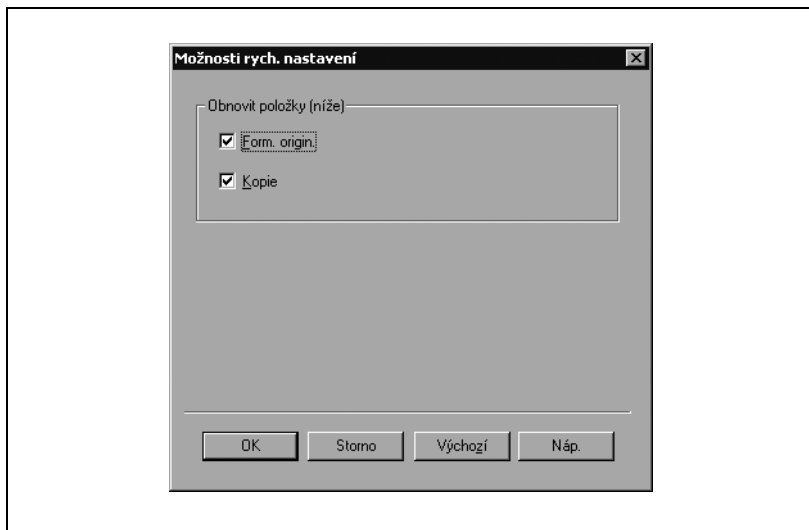 Možnosti rych. nastavení
Obnovit položky (níže)
Form. origin.
Kopie
OK Storno Výchozí Náp.